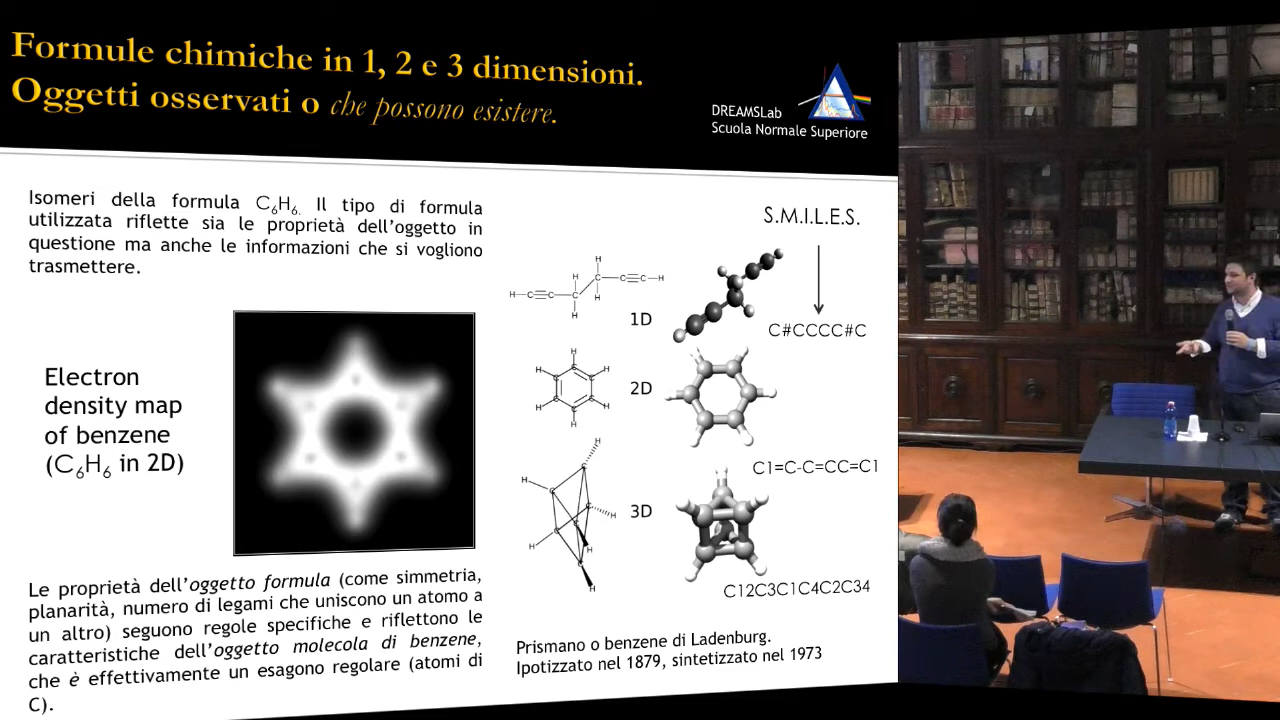 Formule chimiche in 1, 2 e 3 dimensioni.
Oggetti osservati o che possono esistere.
DREAMSLab
Scuola Normale Superiore
Isomeri della formula C₆H₆. Il tipo di formula
utilizzata riflette sia le proprietà dell'oggetto in
questione ma anche le informazioni che si vogliono
trasmettere.
Electron
density map
of benzene
(C₆H₆ in 2D)
Le proprietà dell'oggetto formula (come simmetria,
planarità, numero di legami che uniscono un atomo a
un altro) seguono regole specifiche e riflettono le
caratteristiche dell'oggetto molecola di benzene,
che è effettivamente un esagono regolare (atomi di
C).
S.M.I.L.E.S.
H
H
H C C C C C C H
H
H
1D
C#CCCC#C
H
H C C H
C C
H C C H
H
2D
C1=C-C=CC=C1
H
H C C
C H
C C
H C H
H
3D
C12C3C1C4C2C34
Prismano o benzene di Ladenburg.
Ipotizzato nel 1879, sintetizzato nel 1973